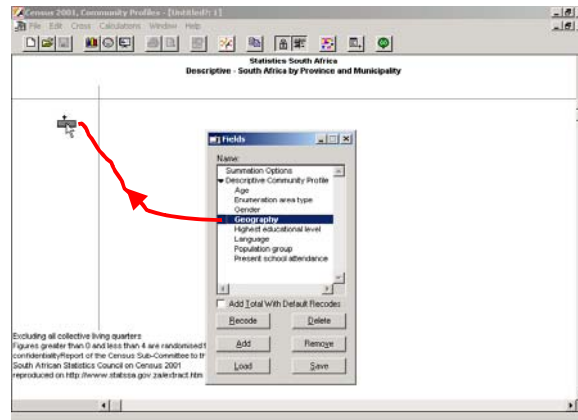 Census 2001, Community Profiles - [Untitled?: 1]
File Edit Cross Calculations Window Help
Statistics South Africa
Descriptive - South Africa by Province and Municipality
Fields
Name:
Summation Options
Descriptive Community Profile
Age
Enumeration area type
Gender
Geography
Highest educational level
Language
Population group
Present school attendance
Add Total With Default Recodes
Recode Delete
Add Remove
Load Save
Excluding all collective living quarters
Figures greater than 0 and less than 4 are randomised t
confidentialityReport of the Census Sub-Committee to th
South African Statistics Council on Census 2001
reproduced on http://www.statssa.gov.za/extract.htm